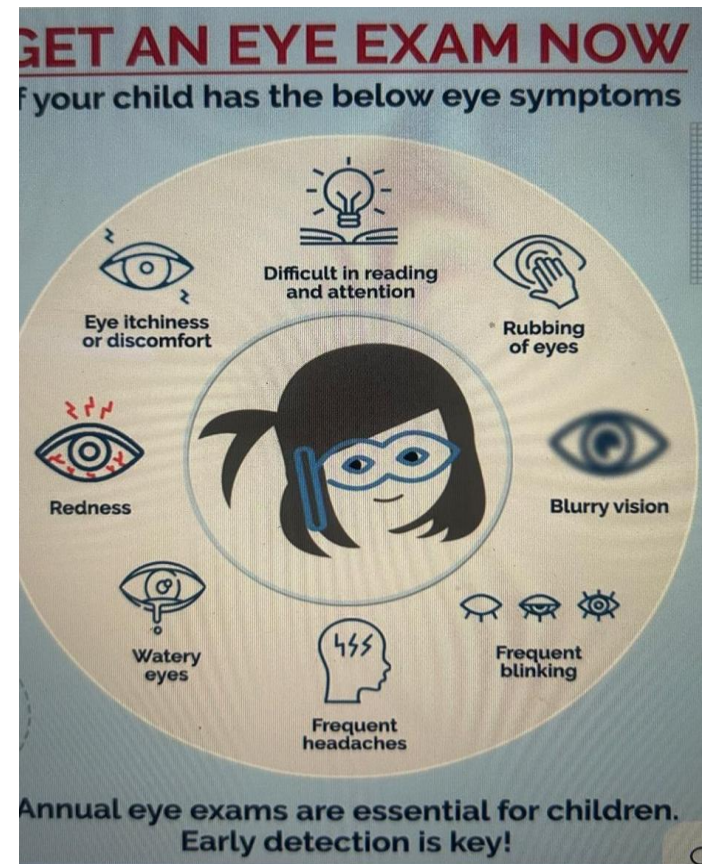 GET AN EYE EXAM NOW
f your child has the below eye symptoms
Difficult in reading
and attention
Eye itchiness
or discomfort
Rubbing
of eyes
Redness
Blurry vision
Watery
eyes
Frequent
blinking
Frequent
headaches
Annual eye exams are essential for children.
Early detection is key!